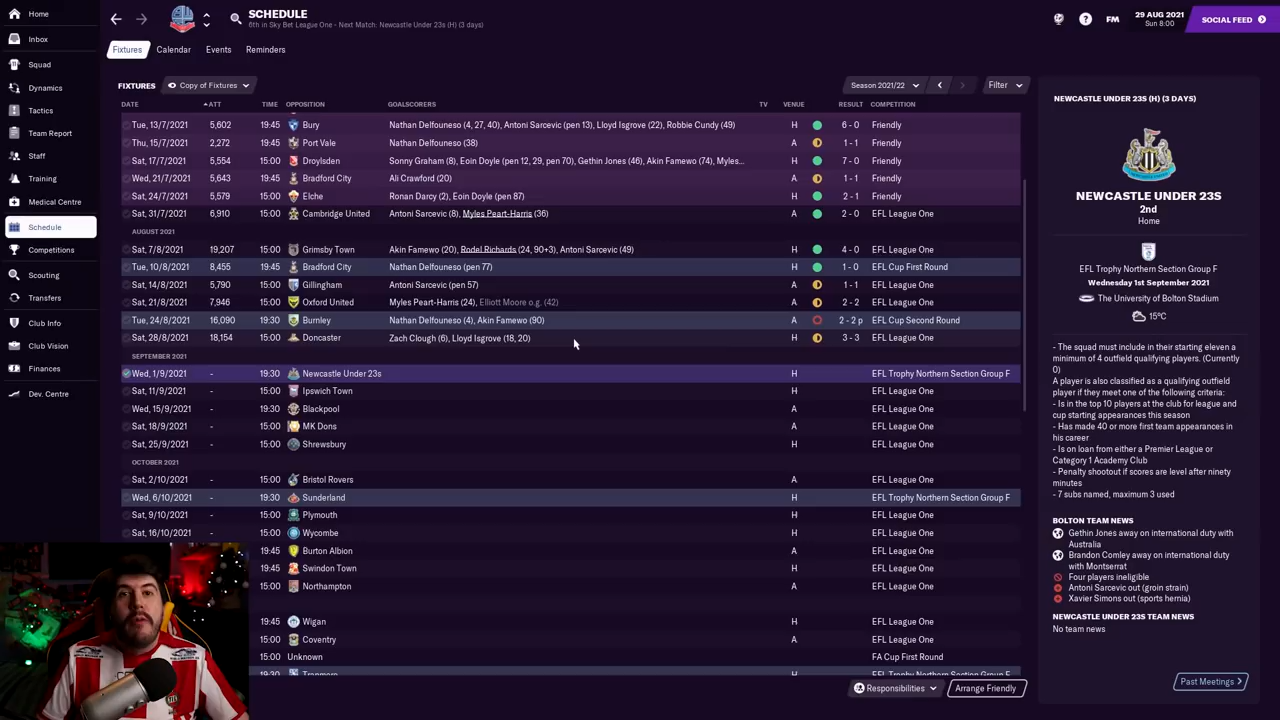 Home
SCHEDULE
6th in Sky Bet League One - Next Match: Newcastle Under 23s (H) (3 days)
FM
29 AUG 2021
Sun 8:00
SOCIAL FEED
Inbox
Squad
Dynamics
Tactics
Team Report
Staff
Training
Medical Centre
Schedule
Competitions
Scouting
Transfers
Club Info
Club Vision
Finances
Dev. Centre
Fixtures Calendar Events Reminders
FIXTURES Copy of Fixtures Season 2021/22 Filter
DATE ATT TIME OPPOSITION GOALSCORERS TV VENUE RESULT COMPETITION
Tue, 13/7/2021 5,602 19:45 Bury Nathan Delfouneso (4, 27, 40), Antoni Sarcevic (pen 13), Lloyd Isgrove (22), Robbie Cundy (49) H 6 - 0 Friendly
Thu, 15/7/2021 2,272 19:45 Port Vale Nathan Delfouneso (38) A 1 - 1 Friendly
Sat, 17/7/2021 5,554 15:00 Droylsden Sonny Graham (8), Eoin Doyle (pen 12, 29, pen 70), Gethin Jones (46), Akin Famewo (74), Myles... H 7 - 0 Friendly
Wed, 21/7/2021 5,643 19:45 Bradford City Ali Crawford (20) A 1 - 1 Friendly
Sat, 24/7/2021 5,579 15:00 Elche Ronan Darcy (2), Eoin Doyle (pen 87) H 2 - 1 Friendly
Sat, 31/7/2021 6,910 15:00 Cambridge United Antoni Sarcevic (8), Myles Peart-Harris (36) A 2 - 0 EFL League One
AUGUST 2021
Sat, 7/8/2021 19,207 15:00 Grimsby Town Akin Famewo (20), Rodel Richards (24, 90+3), Antoni Sarcevic (49) H 4 - 0 EFL League One
Tue, 10/8/2021 8,455 19:45 Bradford City Nathan Delfouneso (pen 77) H 1 - 0 EFL Cup First Round
Sat, 14/8/2021 5,790 15:00 Gillingham Antoni Sarcevic (pen 57) A 1 - 1 EFL League One
Sat, 21/8/2021 7,946 15:00 Oxford United Myles Peart-Harris (24), Elliott Moore o.g. (42) A 2 - 2 EFL League One
Tue, 24/8/2021 16,090 19:30 Burnley Nathan Delfouneso (4), Akin Famewo (90) A 2 - 2 p EFL Cup Second Round
Sat, 28/8/2021 18,154 15:00 Doncaster Zach Clough (6), Lloyd Isgrove (18, 20) H 3 - 3 EFL League One
SEPTEMBER 2021
Wed, 1/9/2021 - 19:30 Newcastle Under 23s H EFL Trophy Northern Section Group F
Sat, 11/9/2021 - 15:00 Ipswich Town H EFL League One
Wed, 15/9/2021 - 19:30 Blackpool A EFL League One
Sat, 18/9/2021 - 15:00 MK Dons A EFL League One
Sat, 25/9/2021 - 15:00 Shrewsbury H EFL League One
OCTOBER 2021
Sat, 2/10/2021 - 15:00 Bristol Rovers A EFL League One
Wed, 6/10/2021 - 19:30 Sunderland H EFL Trophy Northern Section Group F
Sat, 9/10/2021 - 15:00 Plymouth H EFL League One
Sat, 16/10/2021 - 15:00 Wycombe H EFL League One
19:45 Burton Albion A EFL League One
19:45 Swindon Town H EFL League One
15:00 Northampton A EFL League One
19:45 Wigan H EFL League One
15:00 Coventry A EFL League One
15:00 Unknown FA Cup First Round
19:30 Tranmere H EFL Trophy Northern Section Group F
Responsibilities Arrange Friendly
NEWCASTLE UNDER 23S (H) (3 DAYS)
NEWCASTLE UNDER 23S
2nd
Home
EFL Trophy Northern Section Group F
Wednesday 1st September 2021
The University of Bolton Stadium
15°C
- The squad must include in their starting eleven a
minimum of 4 outfield qualifying players. (Currently
0)
A player is also classified as a qualifying outfield
player if they meet one of the following criteria:
- Is in the top 10 players at the club for league and
cup starting appearances this season
- Has made 40 or more first team appearances in
his career
- Is on loan from either a Premier League or
Category 1 Academy Club
- Penalty shootout if scores are level after ninety
minutes
- 7 subs named, maximum 3 used
BOLTON TEAM NEWS
Gethin Jones away on international duty with
Australia
Brandon Comley away on international duty
with Montserrat
Four players ineligible
Antoni Sarcevic out (groin strain)
Xavier Simons out (sports hernia)
NEWCASTLE UNDER 23S TEAM NEWS
No team news
Past Meetings